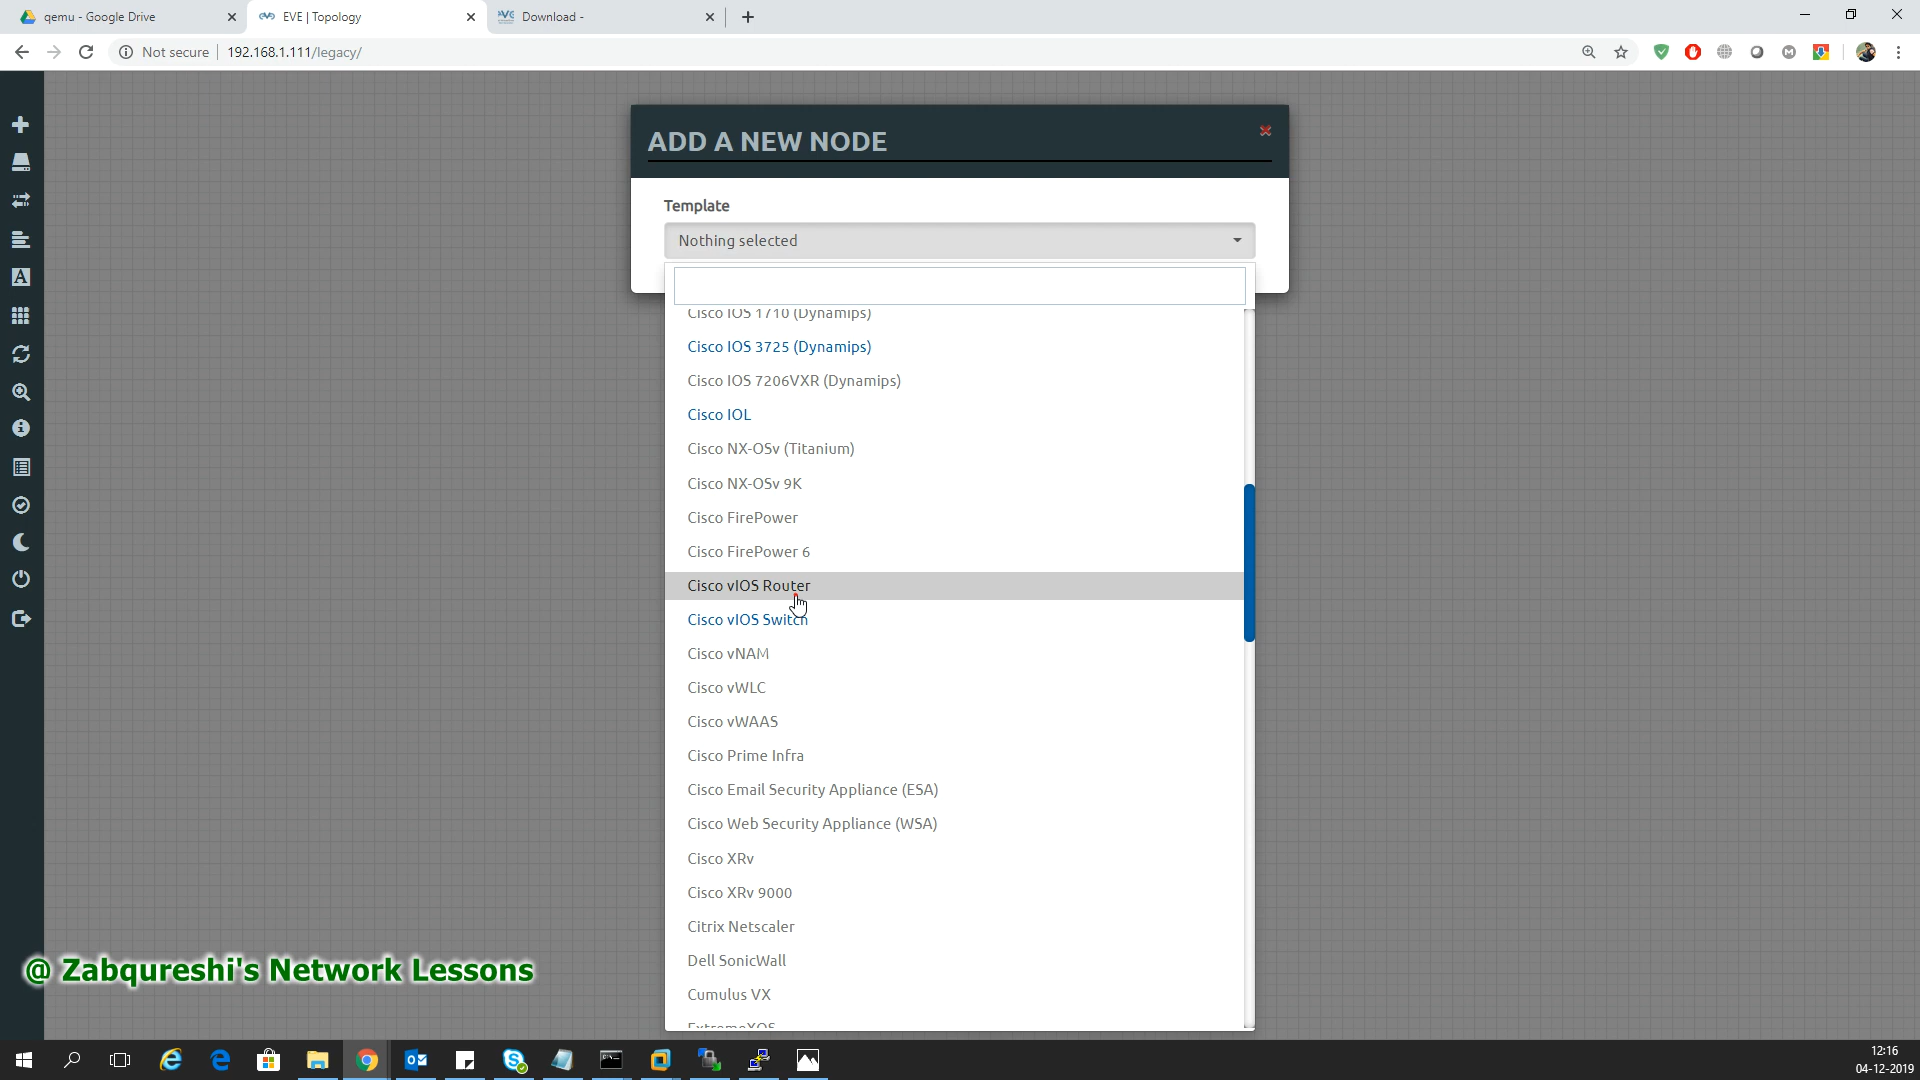 qemu - Google Drive
EVE | Topology
Download -
Not secure
192.168.1.111/legacy/
ADD A NEW NODE
Template
Nothing selected
Cisco IOS 1710 (Dynamips)
Cisco IOS 3725 (Dynamips)
Cisco IOS 7206VXR (Dynamips)
Cisco IOL
Cisco NX-OSv (Titanium)
Cisco NX-OSv 9K
Cisco FirePower
Cisco FirePower 6
Cisco vIOS Router
Cisco vIOS Switch
Cisco vNAM
Cisco vWLC
Cisco vWAAS
Cisco Prime Infra
Cisco Email Security Appliance (ESA)
Cisco Web Security Appliance (WSA)
Cisco XRv
Cisco XRv 9000
Citrix Netscaler
Dell SonicWall
Cumulus VX
ExtremeXOS
@ Zabqureshi's Network Lessons
12:16
04-12-2019